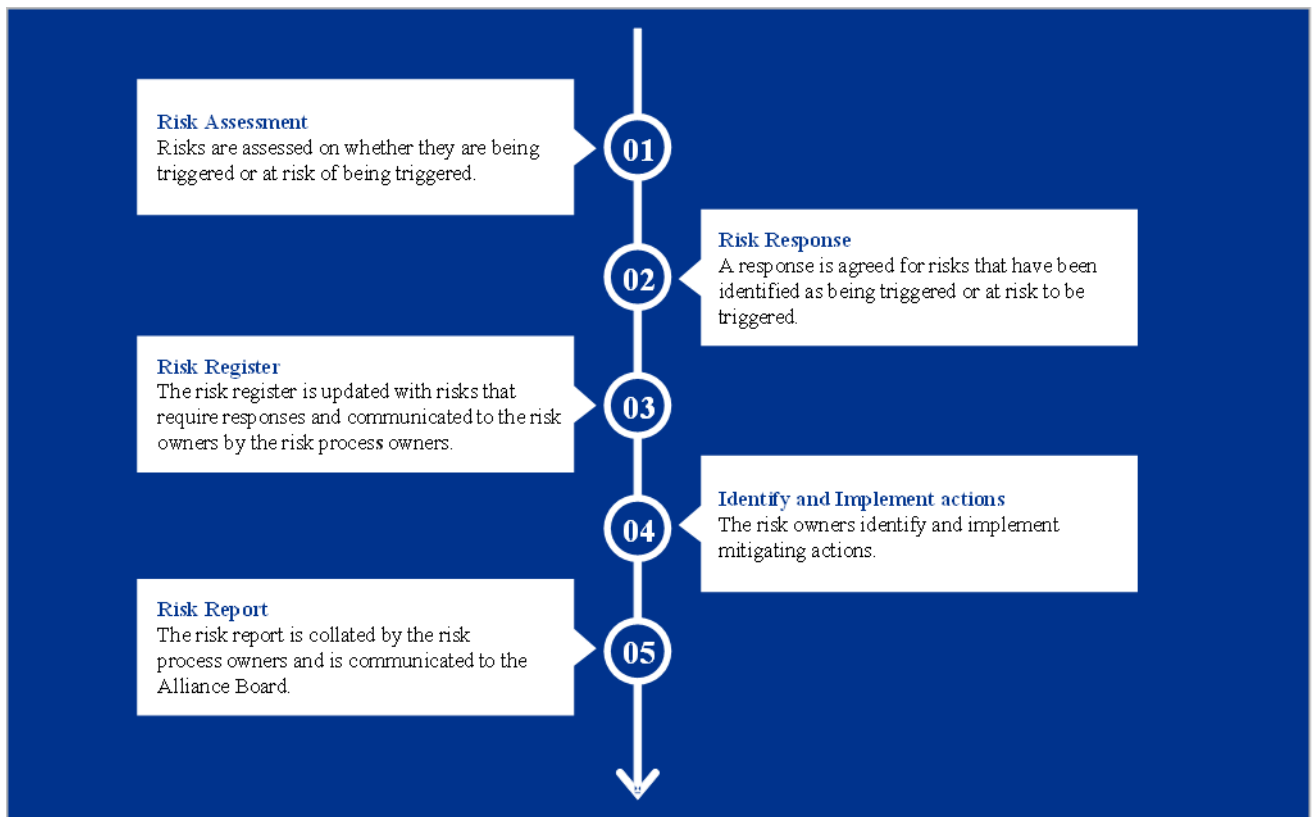 Risk Assessment
Risks are assessed on whether they are being
triggered or at risk of being triggered.
01
Risk Response
A response is agreed for risks that have been
identified as being triggered or at risk to be
triggered.
02
Risk Register
The risk register is updated with risks that
require responses and communicated to the risk
owners by the risk process owners.
03
Identify and Implement actions
The risk owners identify and implement
mitigating actions.
04
Risk Report
The risk report is collated by the risk
process owners and is communicated to the
Alliance Board.
05